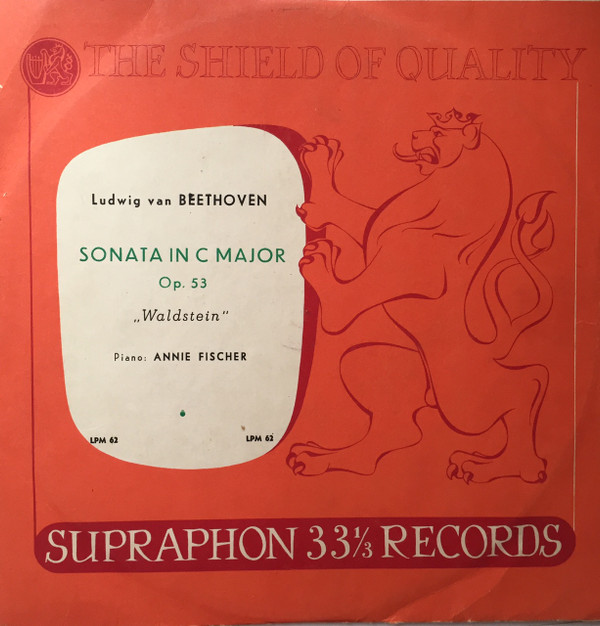 THE SHIELD OF QUALITY
Ludwig van BEETHOVEN
SONATA IN C MAJOR
Op. 53
„Waldstein“
Piano: ANNIE FISCHER
LPM 62 LPM 62
SUPRAPHON 33⅓ RECORDS